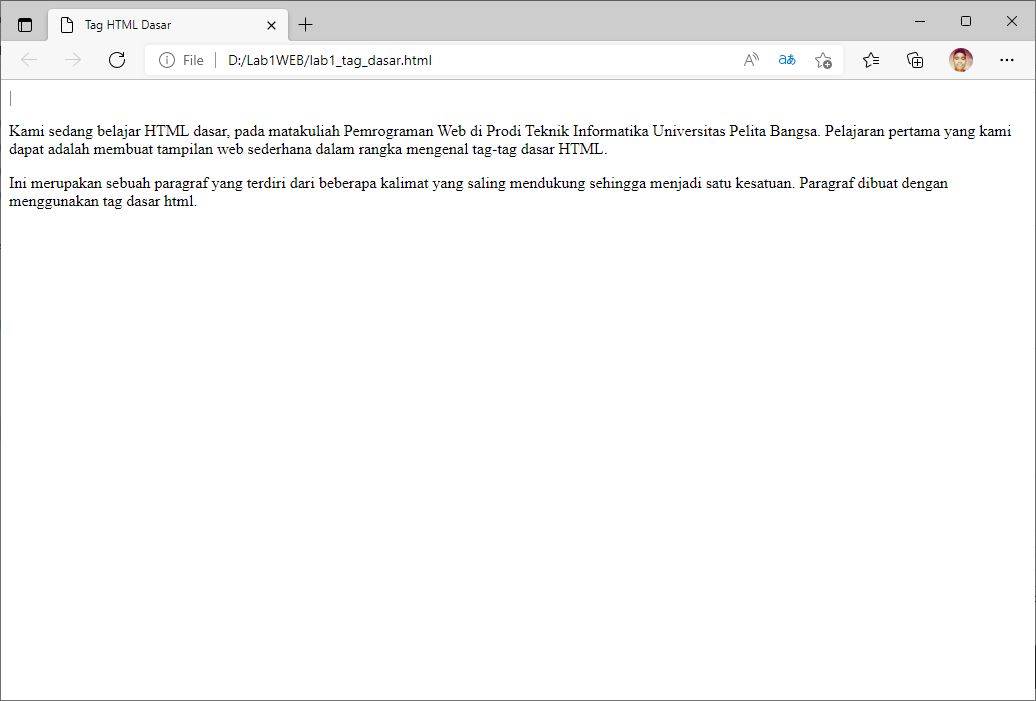 Tag HTML Dasar
File D:/Lab1WEB/lab1_tag_dasar.html
Kami sedang belajar HTML dasar, pada matakuliah Pemrograman Web di Prodi Teknik Informatika Universitas Pelita Bangsa. Pelajaran pertama yang kami
dapat adalah membuat tampilan web sederhana dalam rangka mengenal tag-tag dasar HTML.
Ini merupakan sebuah paragraf yang terdiri dari beberapa kalimat yang saling mendukung sehingga menjadi satu kesatuan. Paragraf dibuat dengan
menggunakan tag dasar html.